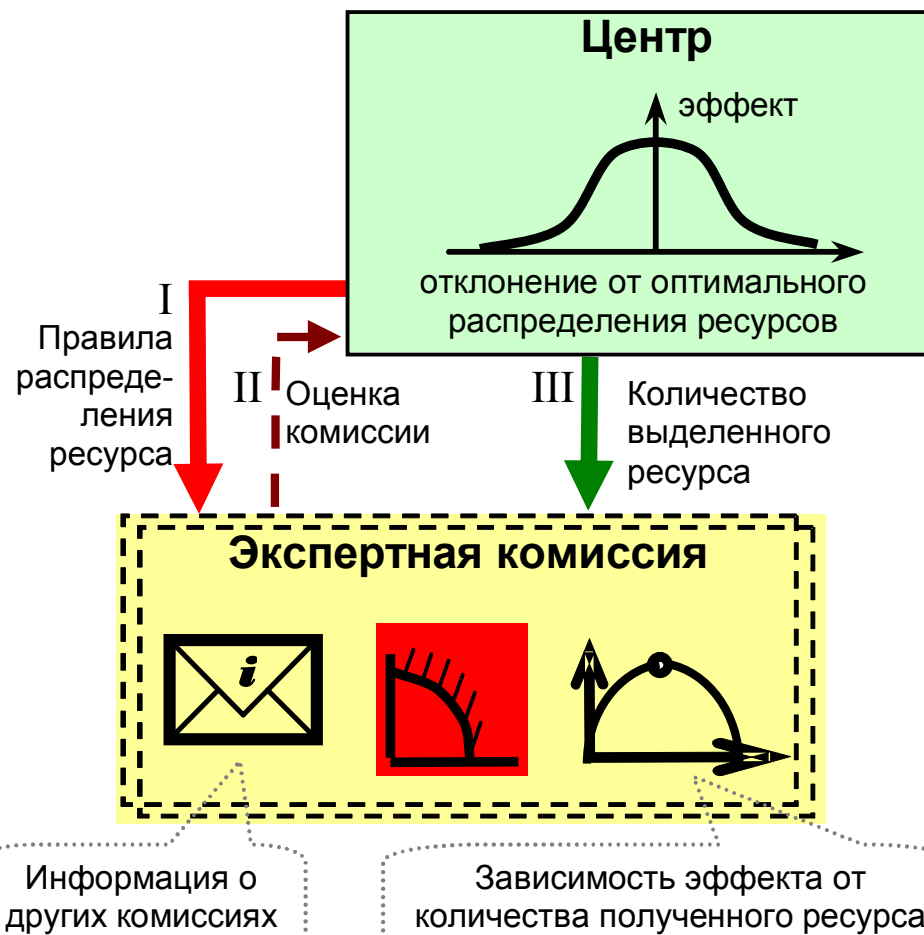 Центр
эффект
отклонение от оптимального
распределения ресурсов
I
Правила
распреде-
ления
ресурса
II
Оценка
комиссии
III
Количество
выделенного
ресурса
Экспертная комиссия
i
Информация о
других комиссиях
Зависимость эффекта от
количества полученного ресурса